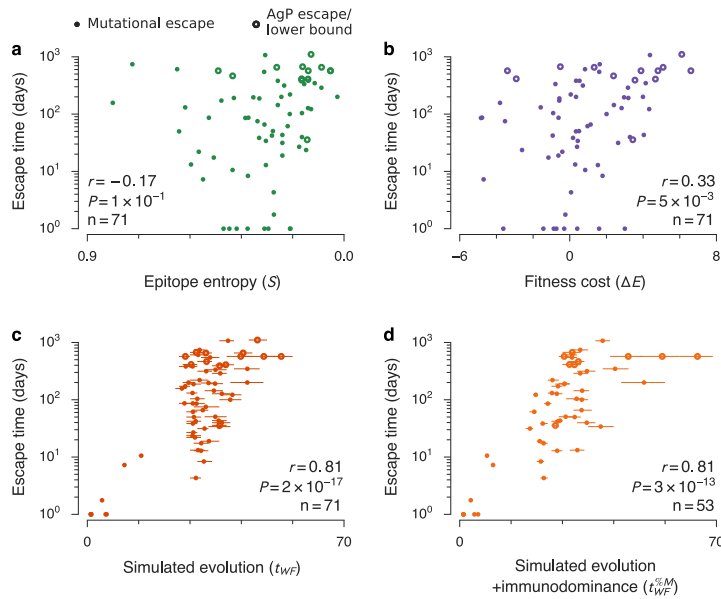 Mutational escape
AgP escape/
lower bound
a
Escape time (days)
10³
10²
10¹
10⁰
r = −0.17
P = 1 × 10⁻¹
n = 71
0.9
0.0
Epitope entropy (S)
b
Escape time (days)
10³
10²
10¹
10⁰
r = 0.33
P = 5 × 10⁻³
n = 71
−6
0
6
Fitness cost (ΔE)
c
Escape time (days)
10³
10²
10¹
10⁰
r = 0.81
P = 2 × 10⁻¹⁷
n = 71
0
70
Simulated evolution (t_WF)
d
Escape time (days)
10³
10²
10¹
10⁰
r = 0.81
P = 3 × 10⁻¹³
n = 53
0
70
Simulated evolution
+immunodominance (t_WF^%M)